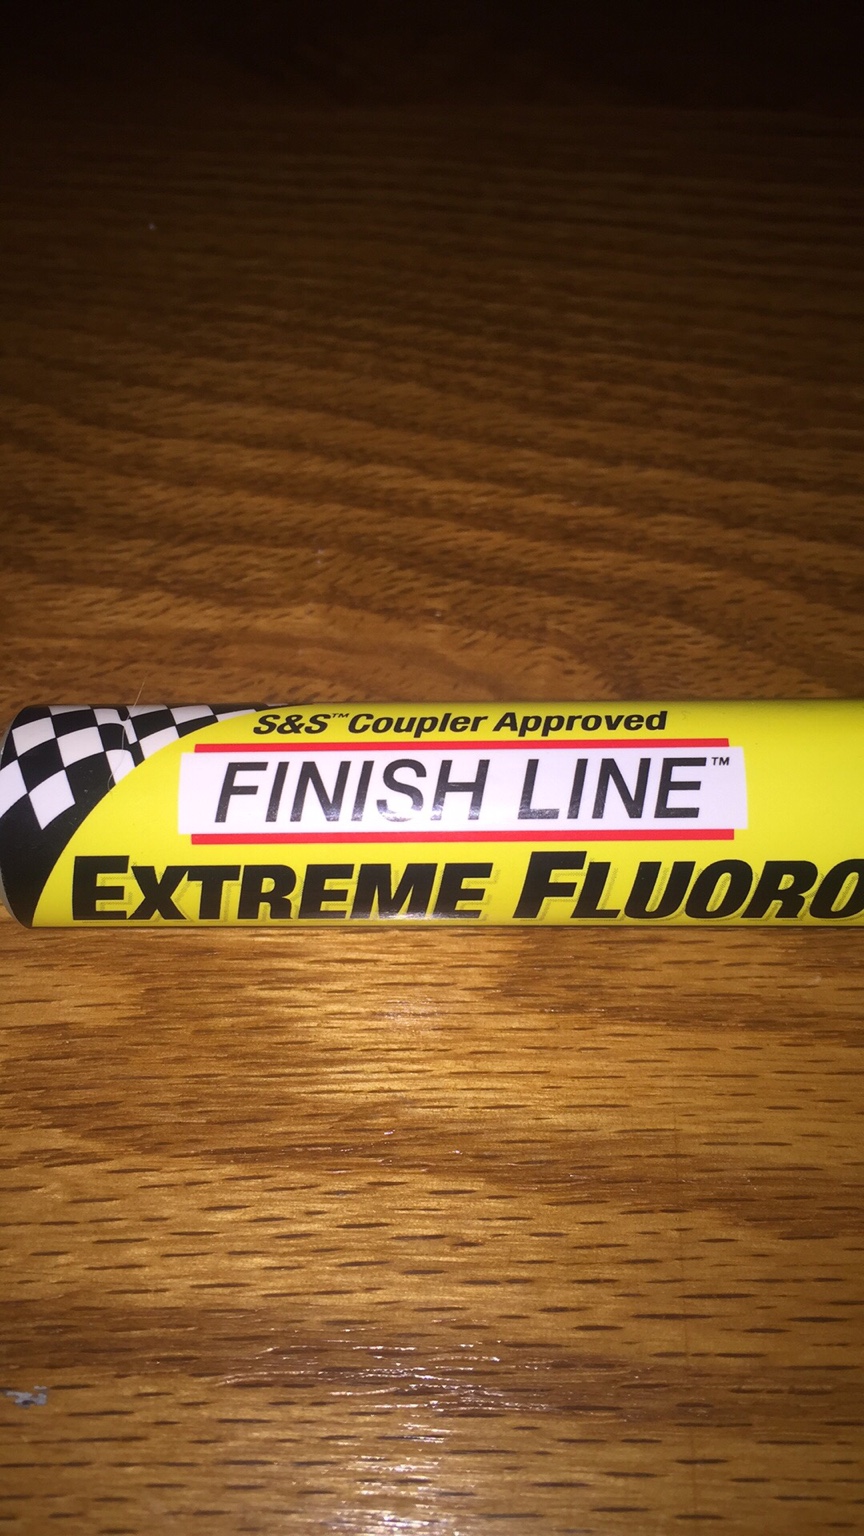 S&S™ Coupler Approved
FINISH LINE™
EXTREME FLUORO